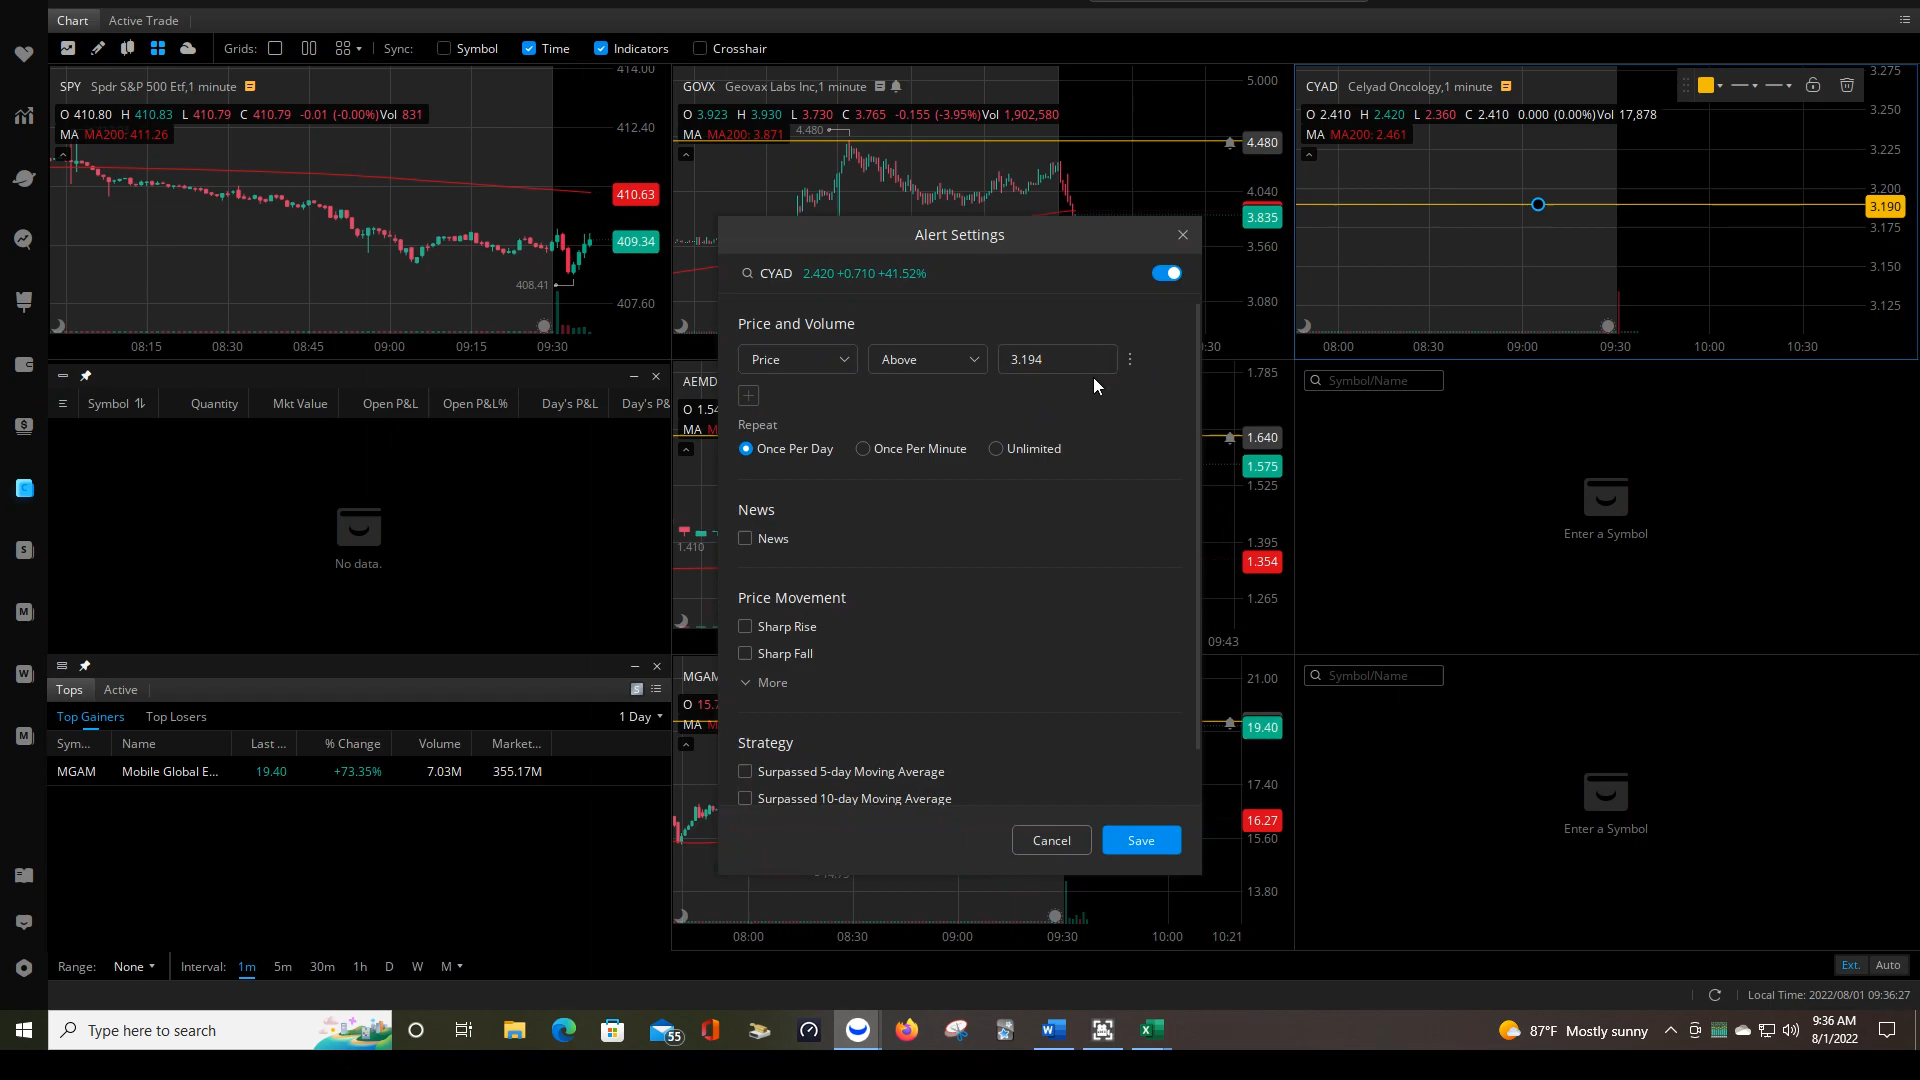 Chart Active Trade
Grids: Sync: Symbol Time Indicators Crosshair
SPY Spdr S&P 500 Etf,1 minute
O 410.80 H 410.83 L 410.79 C 410.79 -0.01 (-0.00%)Vol 831
MA MA200: 411.26
414.00
412.40
410.63
409.34
408.41
407.60
08:15 08:30 08:45 09:00 09:15 09:30
GOVX Geovax Labs Inc,1 minute
O 3.923 H 3.930 L 3.730 C 3.765 -0.155 (-3.95%)Vol 1,902,580
MA MA200: 3.871
4.480
5.000
4.480
4.040
3.835
3.560
3.080
:30
CYAD Celyad Oncology,1 minute
O 2.410 H 2.420 L 2.360 C 2.410 0.000 (0.00%)Vol 17,878
MA MA200: 2.461
3.275
3.250
3.225
3.200
3.190
3.175
3.150
3.125
08:00 08:30 09:00 09:30 10:00 10:30
Alert Settings
CYAD 2.420 +0.710 +41.52%
Price and Volume
Price Above 3.194
Repeat
Once Per Day Once Per Minute Unlimited
News
News
Price Movement
Sharp Rise
Sharp Fall
More
Strategy
Surpassed 5-day Moving Average
Surpassed 10-day Moving Average
Cancel Save
Symbol Quantity Mkt Value Open P&L Open P&L% Day's P&L Day's P&
No data.
AEMD
O 1.54
MA M
1.410
1.785
1.640
1.575
1.525
1.395
1.354
1.265
09:43
Symbol/Name
Enter a Symbol
Tops Active
S
Top Gainers Top Losers 1 Day
Sym... Name Last ... % Change Volume Market...
MGAM Mobile Global E... 19.40 +73.35% 7.03M 355.17M
MGAM
O 15.7
MA M
21.00
19.40
17.40
16.27
15.60
13.80
08:00 08:30 09:00 09:30 10:00 10:21
Symbol/Name
Enter a Symbol
Range: None Interval: 1m 5m 30m 1h D W M
Ext. Auto
Local Time: 2022/08/01 09:36:27
Type here to search
55
87°F Mostly sunny
9:36 AM
8/1/2022